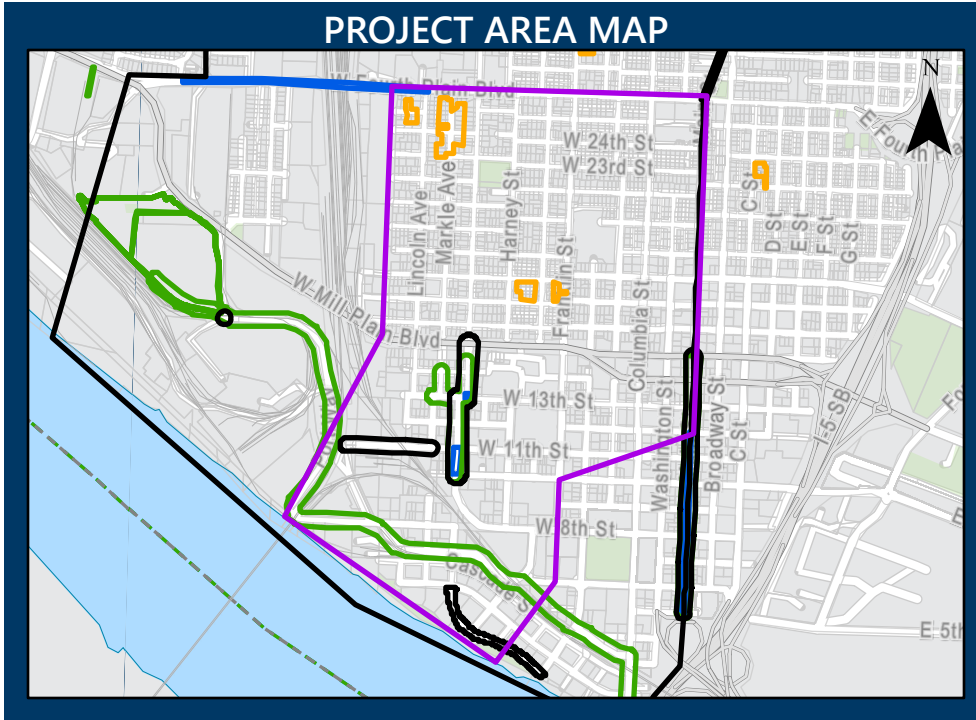 PROJECT AREA MAP
N
W Fourth Plain Blvd
E Fourth Pla
W 24th St
W 23rd St
C St
D St
E St
F St
G St
Lincoln Ave
Markle Ave
Harney St
Franklin St
Columbia St
W Mill Plain Blvd
W 13th St
W 11th St
Washington St
Broadway St
C St
I-5 SB
Fo
W 8th St
Cascade S
E 5th